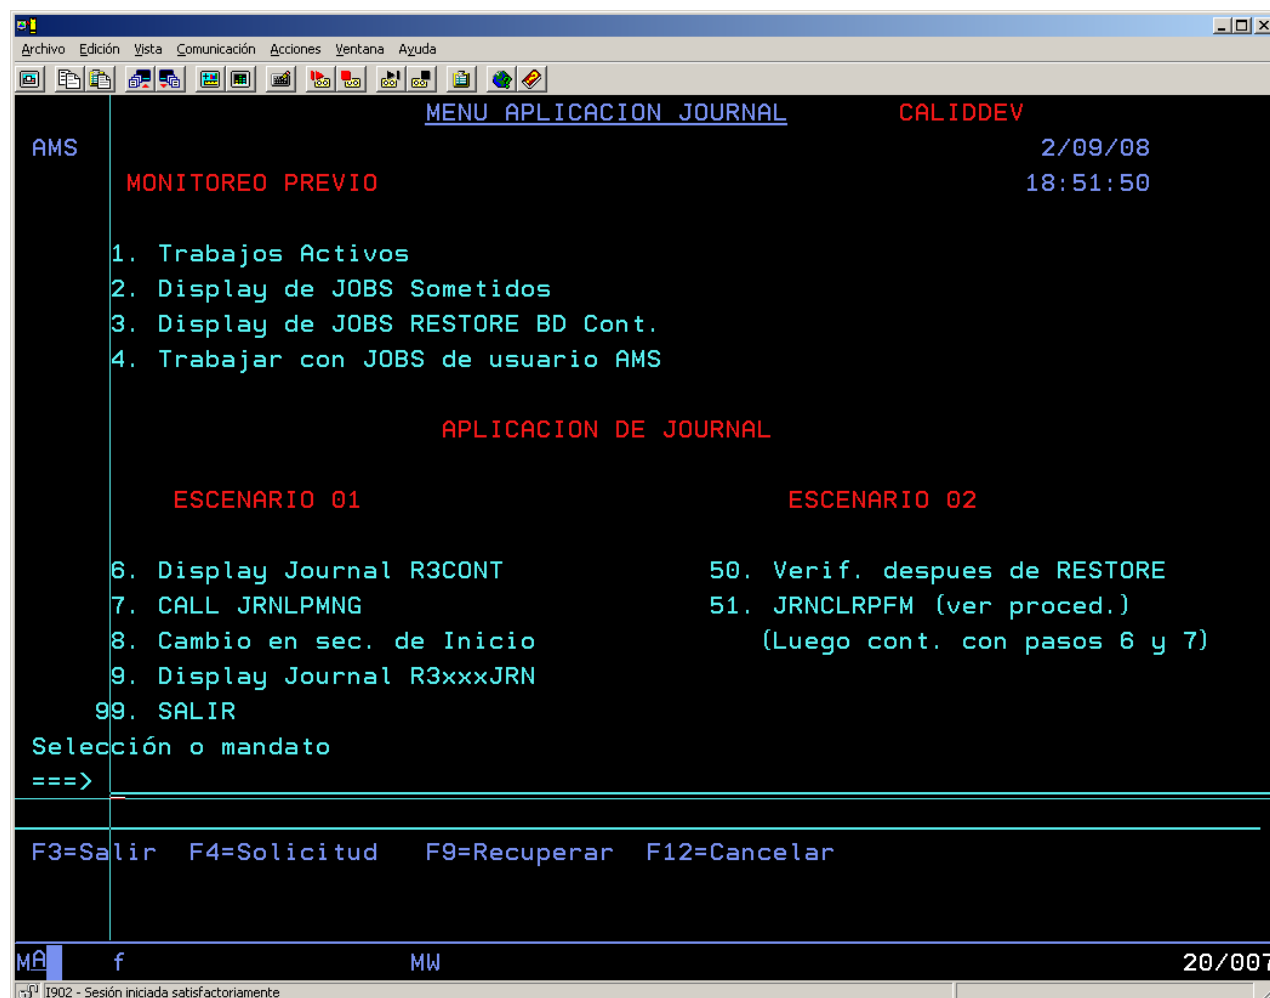 Archivo Edición Vista Comunicación Acciones Ventana Ayuda
MENU APLICACION JOURNAL CALIDDEV
AMS 2/09/08
MONITOREO PREVIO 18:51:50
1. Trabajos Activos
2. Display de JOBS Sometidos
3. Display de JOBS RESTORE BD Cont.
4. Trabajar con JOBS de usuario AMS
APLICACION DE JOURNAL
ESCENARIO 01 ESCENARIO 02
6. Display Journal R3CONT 50. Verif. despues de RESTORE
7. CALL JRNLPMNG 51. JRNCLRPFM (ver proced.)
8. Cambio en sec. de Inicio (Luego cont. con pasos 6 y 7)
9. Display Journal R3xxxJRN
99. SALIR
Selección o mandato
===>
F3=Salir F4=Solicitud F9=Recuperar F12=Cancelar
MA f MW 20/007
I902 - Sesión iniciada satisfactoriamente